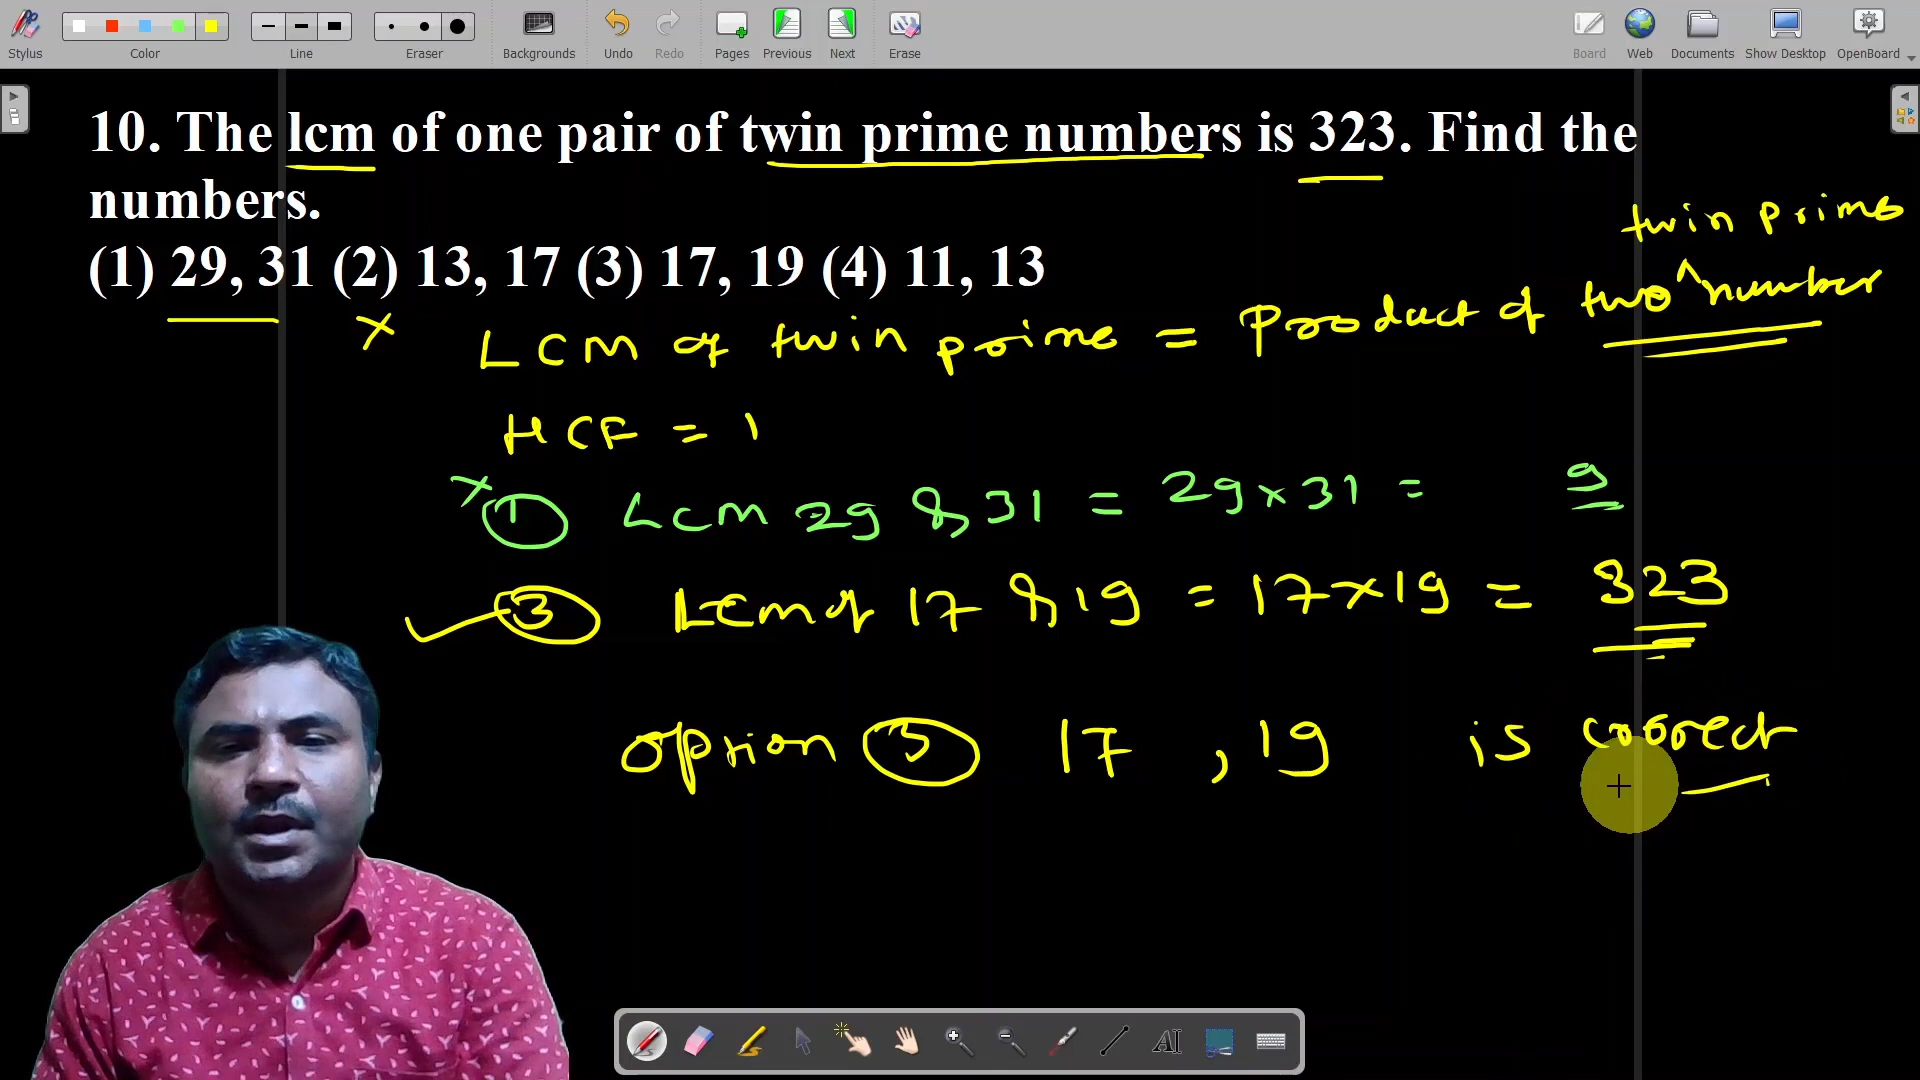 Stylus Color Line Eraser Backgrounds Undo Redo Pages Previous Next Erase Board Web Documents Show Desktop OpenBoard
10. The lcm of one pair of twin prime numbers is 323. Find the
numbers.
(1) 29, 31 (2) 13, 17 (3) 17, 19 (4) 11, 13
twin prime
x LCM of twin prime = Product of two ^ number
HCF = 1
x 1 Lcm 29 & 31 = 29 x 31 = 9
3 Lcm of 17 & 19 = 17 x 19 = 323
option 3 17 , 19 is correct
AI